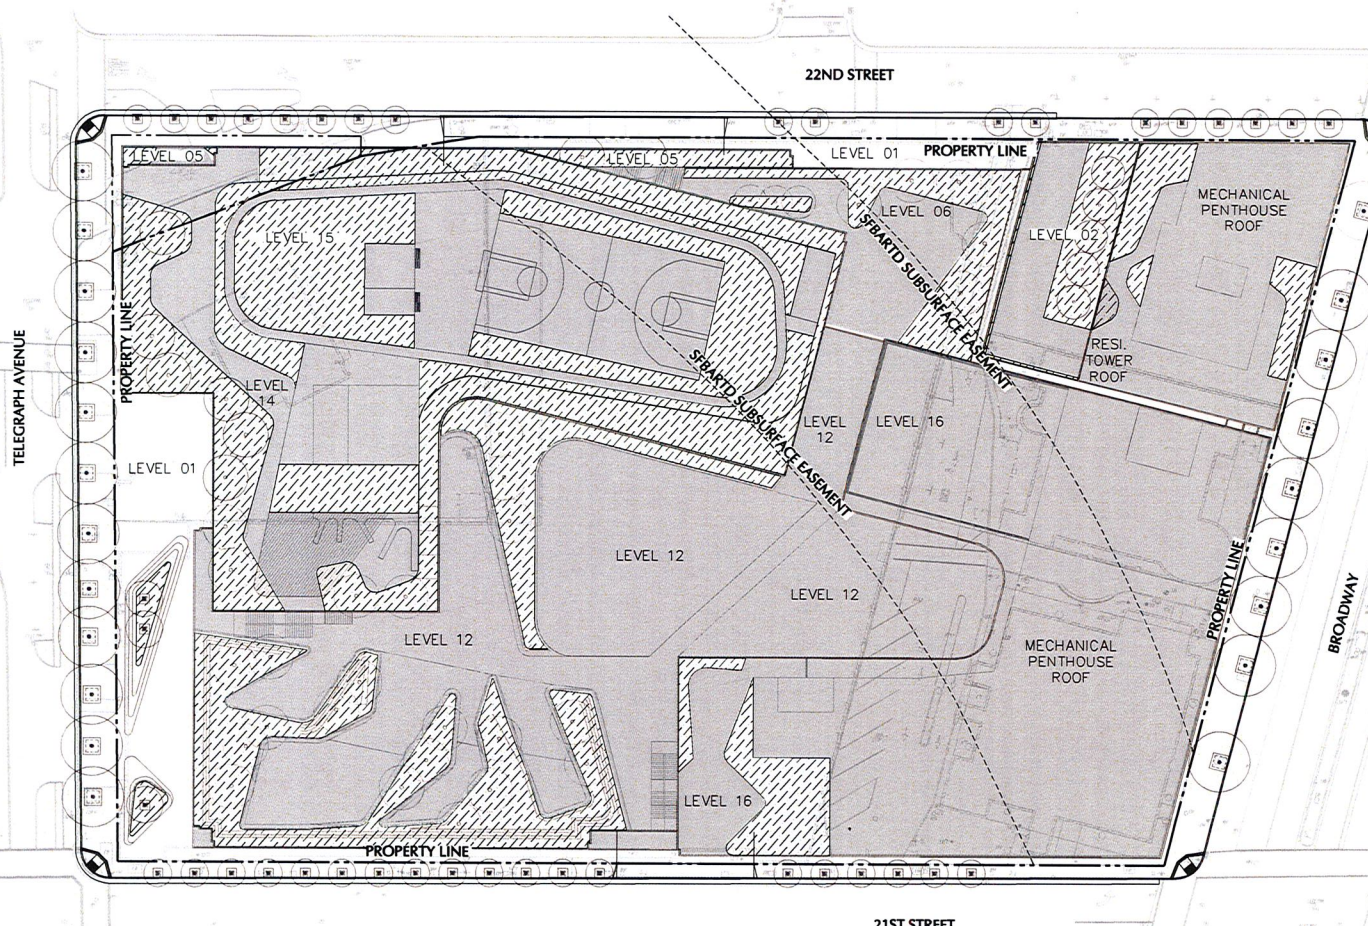 22ND STREET
LEVEL 05
LEVEL 05
LEVEL 01
PROPERTY LINE
MECHANICAL
PENTHOUSE
ROOF
LEVEL 06
LEVEL 15
LEVEL 02
SFBARTD SUBSURFACE EASEMENT
PROPERTY LINE
TELEGRAPH AVENUE
RESI.
TOWER
ROOF
LEVEL
14
SFBARTD SUBSURFACE EASEMENT
LEVEL
12
LEVEL 16
LEVEL 01
LEVEL 12
LEVEL 12
PROPERTY LINE
BROADWAY
LEVEL 12
MECHANICAL
PENTHOUSE
ROOF
LEVEL 16
PROPERTY LINE
21ST STREET